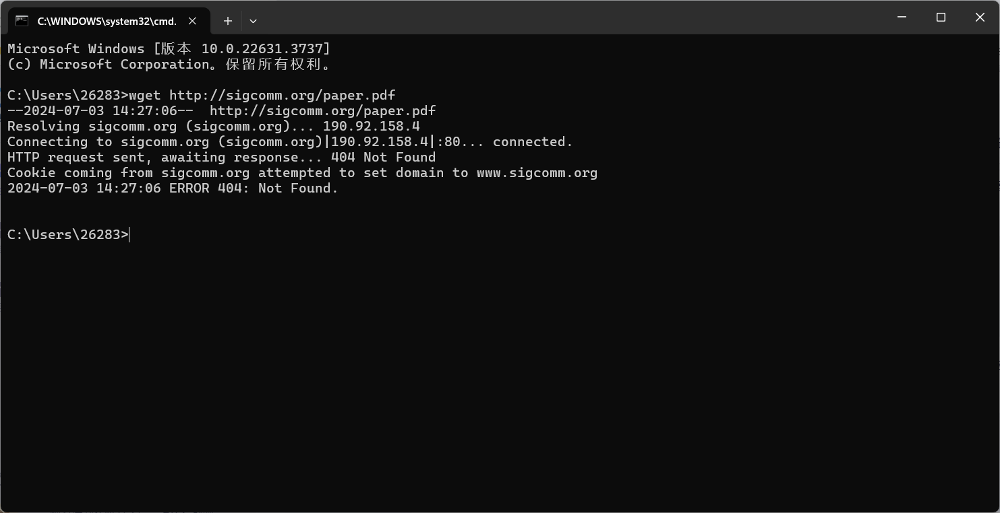 C:\WINDOWS\system32\cmd.
Microsoft Windows [版本 10.0.22631.3737]
(c) Microsoft Corporation。保留所有权利。
C:\Users\26283>wget http://sigcomm.org/paper.pdf
--2024-07-03 14:27:06--  http://sigcomm.org/paper.pdf
Resolving sigcomm.org (sigcomm.org)... 190.92.158.4
Connecting to sigcomm.org (sigcomm.org)|190.92.158.4|:80... connected.
HTTP request sent, awaiting response... 404 Not Found
Cookie coming from sigcomm.org attempted to set domain to www.sigcomm.org
2024-07-03 14:27:06 ERROR 404: Not Found.
C:\Users\26283>